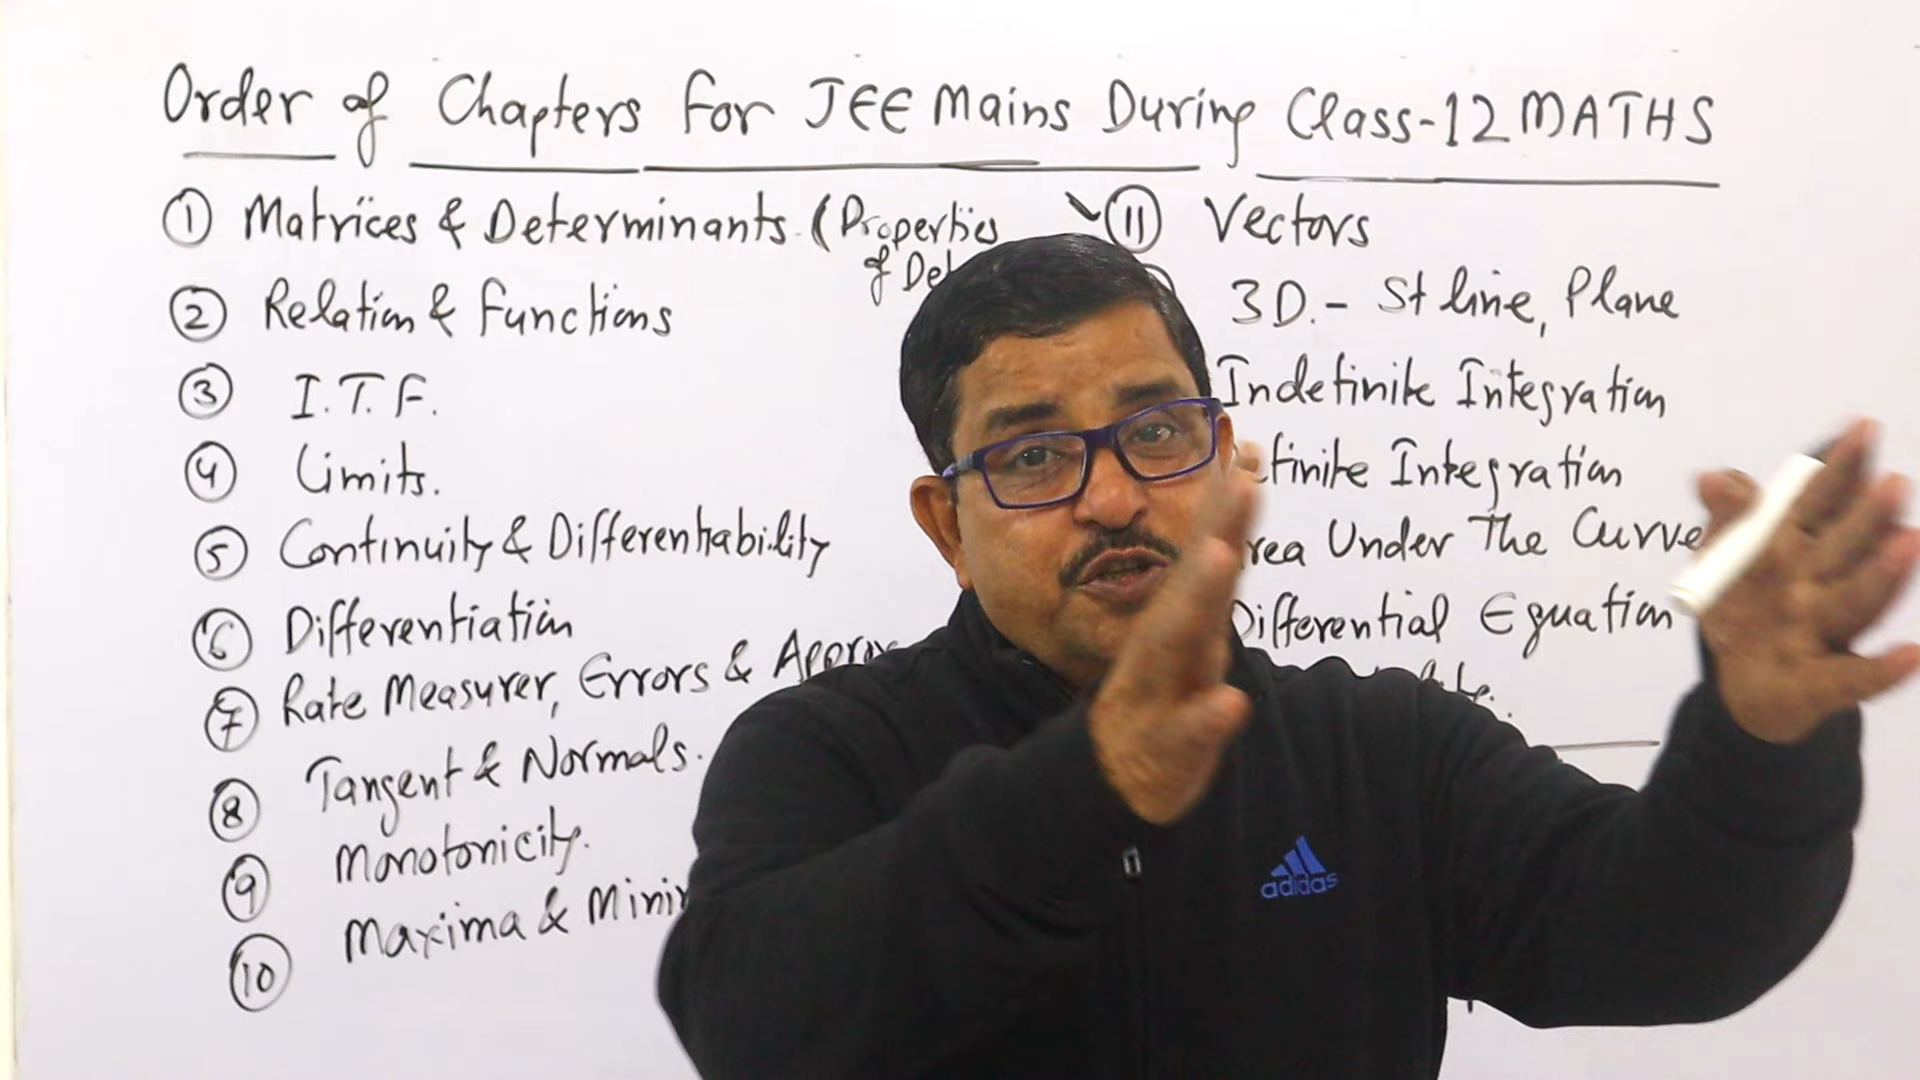 Order of Chapters for JEE Mains During Class-12 MATHS
① Matrices & Determinants (Properties
of Det
② Relation & Functions
③ I.T.F.
④ Limits.
⑤ Continuity & Differentiability
⑥ Differentiation
⑦ Rate Measurer, Errors & Approx
⑧ Tangent & Normals.
⑨ Monotonicity.
⑩ Maxima & Minim
⑪ Vectors
3D.- St line, Plane
Indefinite Integration
finite Integration
rea Under The Curve
Differential Equation
adidas